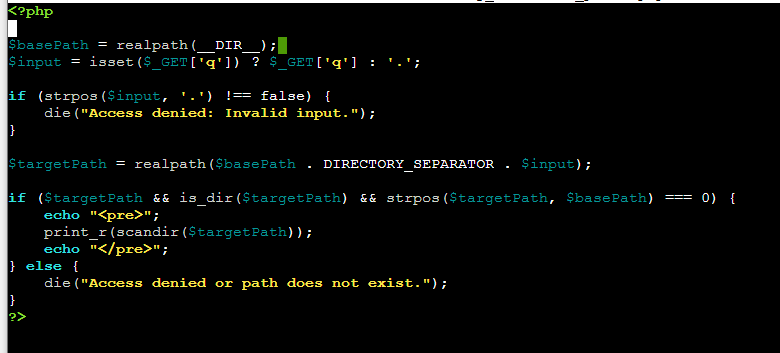 <?php
$basePath = realpath(__DIR__);
$input = isset($_GET['q']) ? $_GET['q'] : '.';
if (strpos($input, '.') !== false) {
die("Access denied: Invalid input.");
}
$targetPath = realpath($basePath . DIRECTORY_SEPARATOR . $input);
if ($targetPath && is_dir($targetPath) && strpos($targetPath, $basePath) === 0) {
echo "<pre>";
print_r(scandir($targetPath));
echo "</pre>";
} else {
die("Access denied or path does not exist.");
}
?>